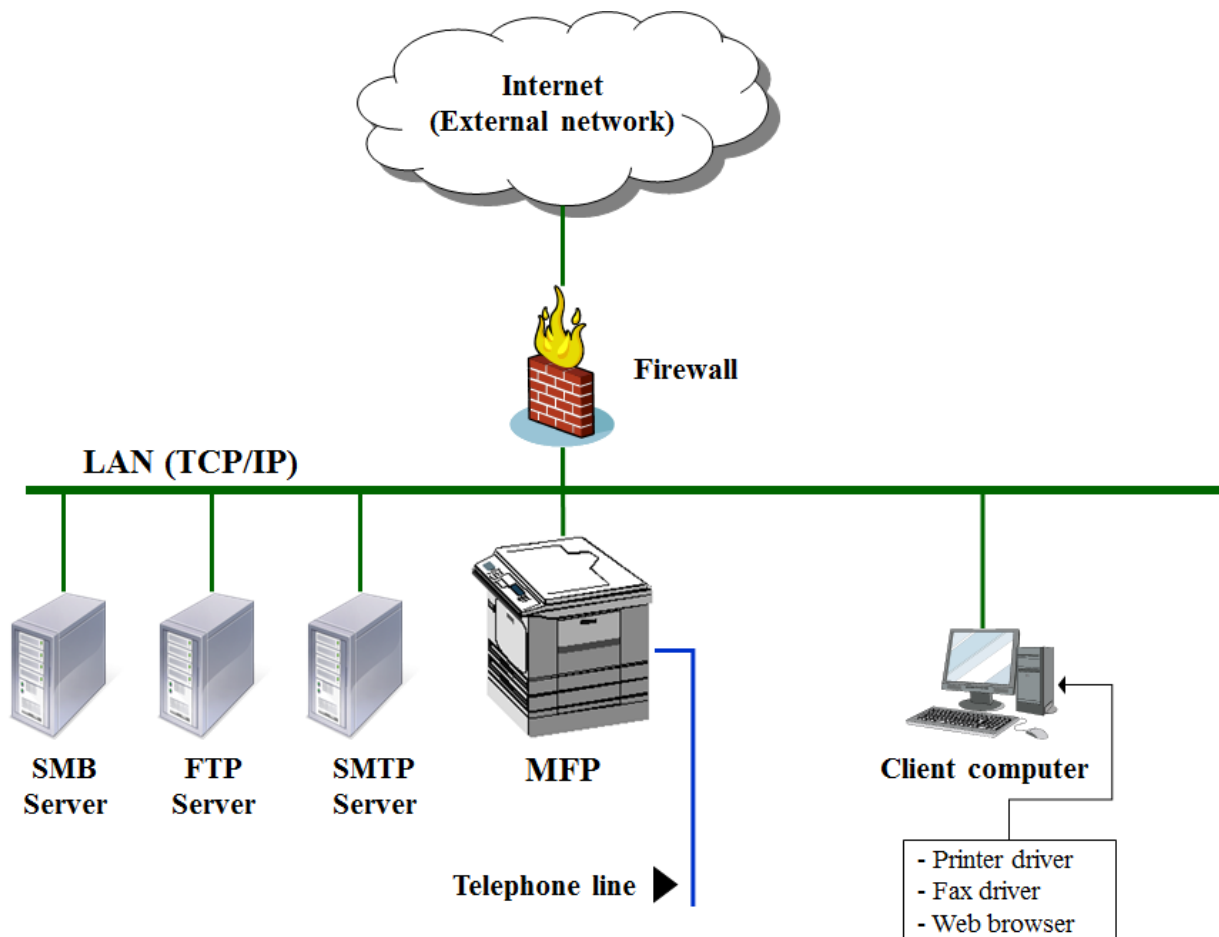 Internet
(External network)
Firewall
LAN (TCP/IP)
SMB
Server
FTP
Server
SMTP
Server
MFP
Client computer
Telephone line
- Printer driver
- Fax driver
- Web browser